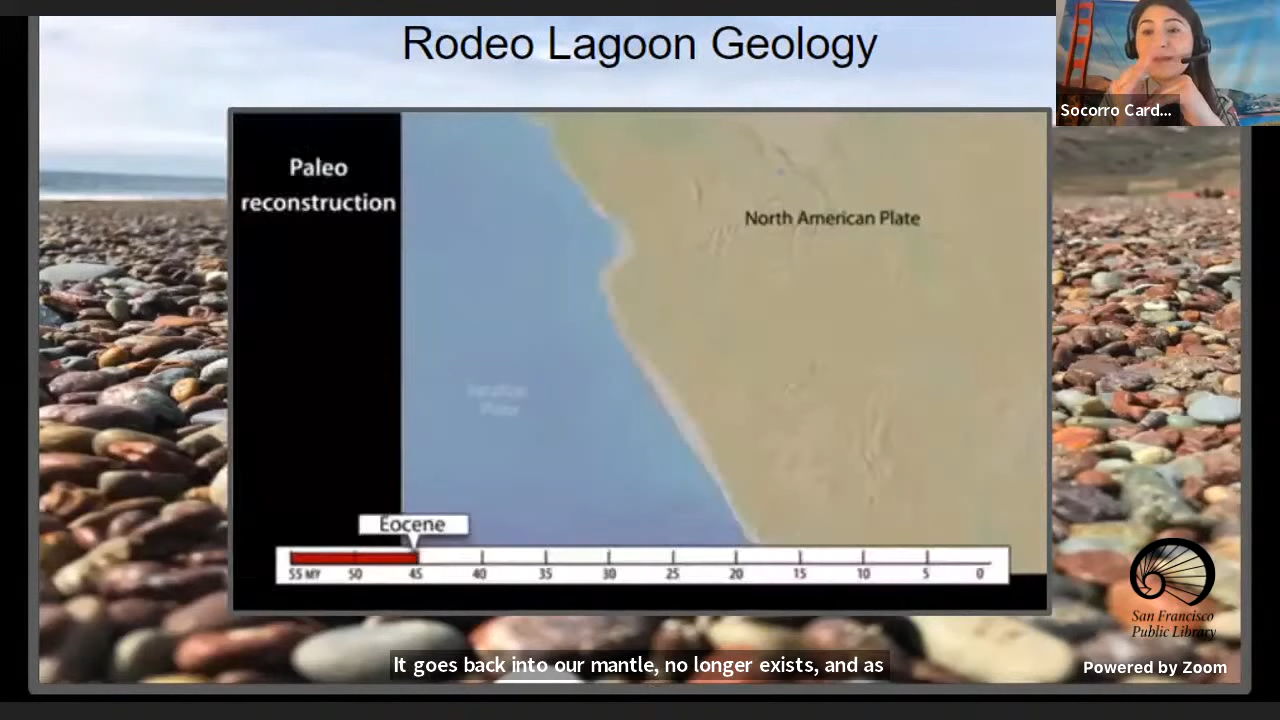 Rodeo Lagoon Geology
Socorro Card...
Paleo
reconstruction
North American Plate
Plate
Eocene
55 MY 50 45 40 35 30 25 20 15 10 5 0
San Francisco
Public Library
It goes back into our mantle, no longer exists, and as
Powered by Zoom